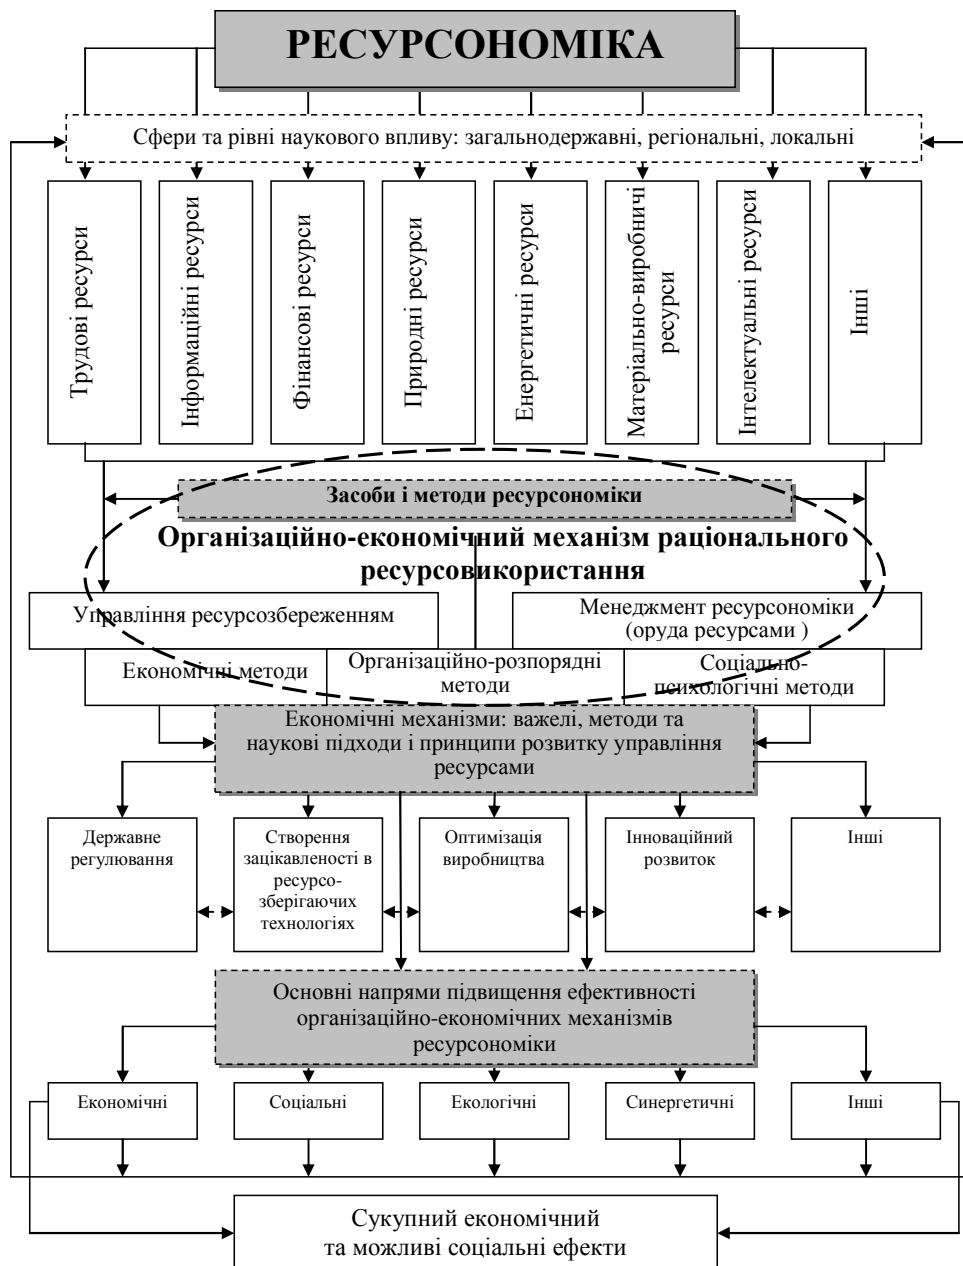 РЕСУРСОНОМІКА
Сфери та рівні наукового впливу: загальнодержавні, регіональні, локальні
Трудові ресурси
Інформаційні ресурси
Фінансові ресурси
Природні ресурси
Енергетичні ресурси
Матеріально-виробничі
ресурси
Інтелектуальні ресурси
Інші
Засоби і методи ресурсономіки
Організаційно-економічний механізм раціонального
ресурсовикористання
Управління ресурсозбереженням
Менеджмент ресурсономіки
(оруда ресурсами )
Економічні методи
Організаційно-розпорядні
методи
Соціально-
психологічні методи
Економічні механізми: важелі, методи та
наукові підходи і принципи розвитку управління
ресурсами
Державне
регулювання
Створення
зацікавленості в
ресурсо-
зберігаючих
технологіях
Оптимізація
виробництва
Інноваційний
розвиток
Інші
Основні напрями підвищення ефективності
організаційно-економічних механізмів
ресурсономіки
Економічні
Соціальні
Екологічні
Синергетичні
Інші
Сукупний економічний
та можливі соціальні ефекти